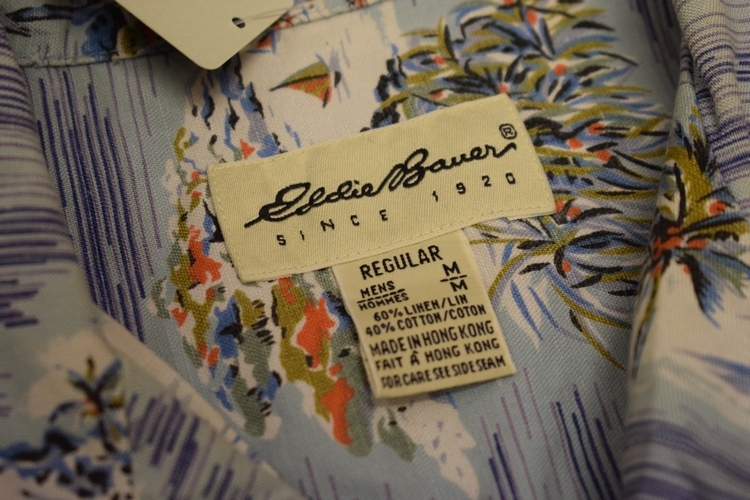 Eddie Bauer ®
SINCE 1920
REGULAR
MENS M
HOMMES M
60% LINEN/LIN
40% COTTON/COTON
MADE IN HONG KONG
FAIT À HONG KONG
FOR CARE SEE SIDE SEAM